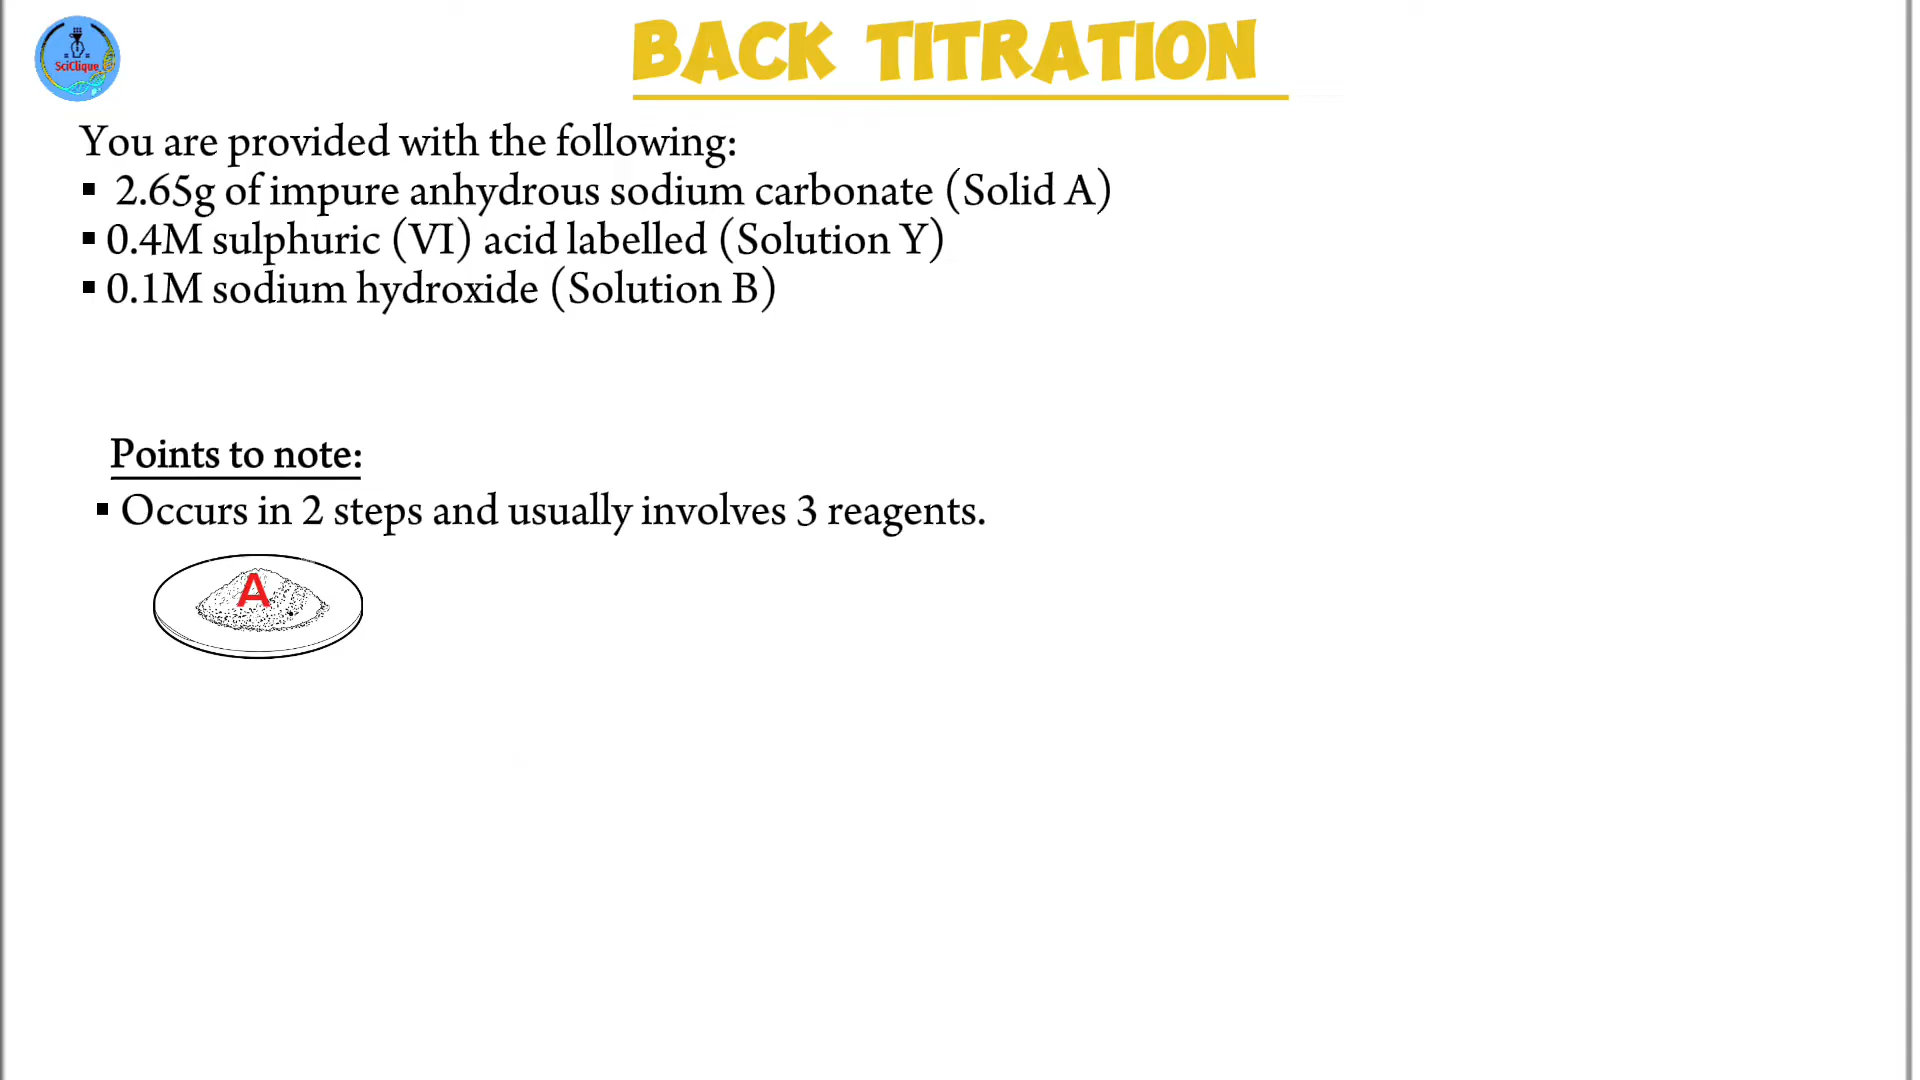 SciClique
BACK TITRATION
You are provided with the following:
▪ 2.65g of impure anhydrous sodium carbonate (Solid A)
▪ 0.4M sulphuric (VI) acid labelled (Solution Y)
▪ 0.1M sodium hydroxide (Solution B)
Points to note:
▪ Occurs in 2 steps and usually involves 3 reagents.
A